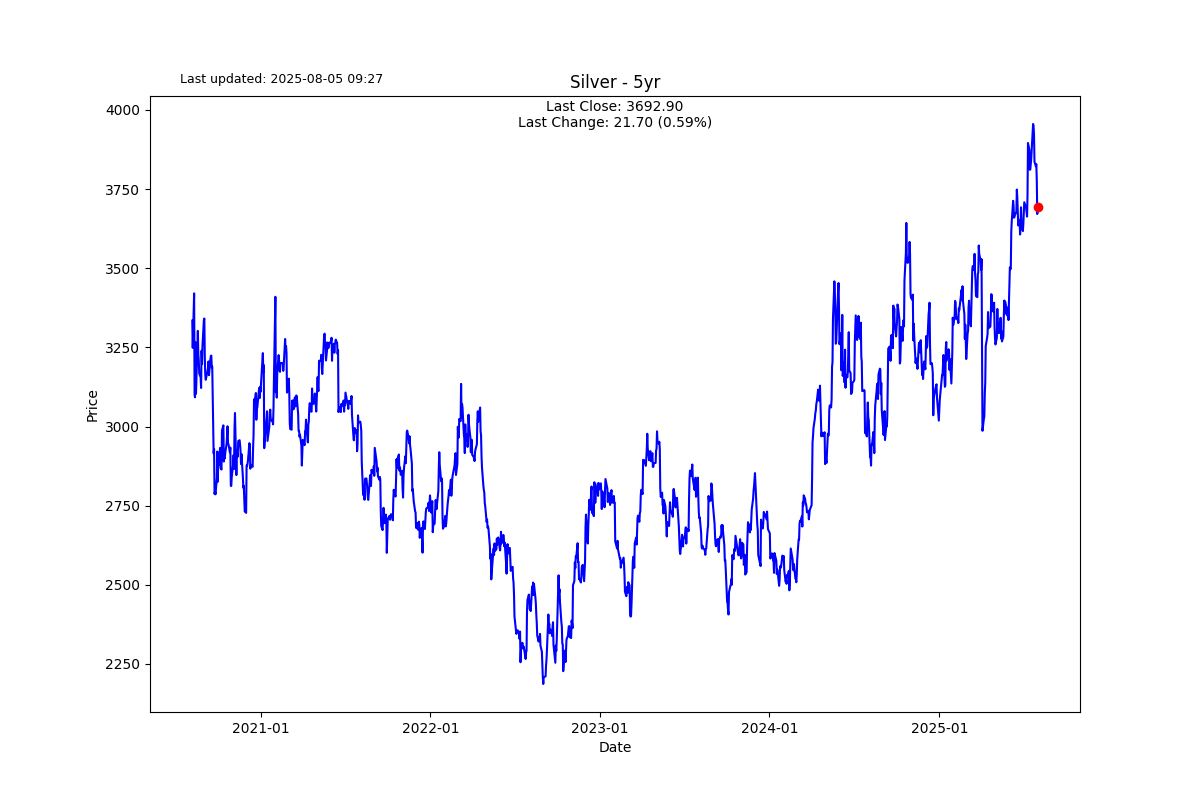 Last updated: 2025-08-05 09:27
Silver - 5yr
Last Close: 3692.90
Last Change: 21.70 (0.59%)
4000
3750
3500
3250
3000
2750
2500
2250
Price
2021-01
2022-01
2023-01
2024-01
2025-01
Date